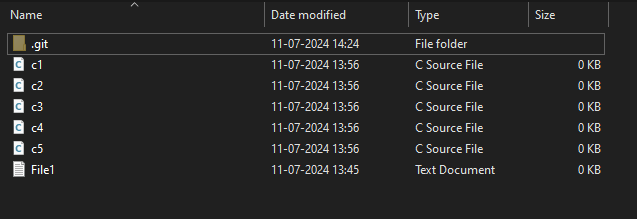 Name Date modified Type Size
.git 11-07-2024 14:24 File folder
C c1 11-07-2024 13:56 C Source File 0 KB
C c2 11-07-2024 13:56 C Source File 0 KB
C c3 11-07-2024 13:56 C Source File 0 KB
C c4 11-07-2024 13:56 C Source File 0 KB
C c5 11-07-2024 13:56 C Source File 0 KB
File1 11-07-2024 13:45 Text Document 0 KB